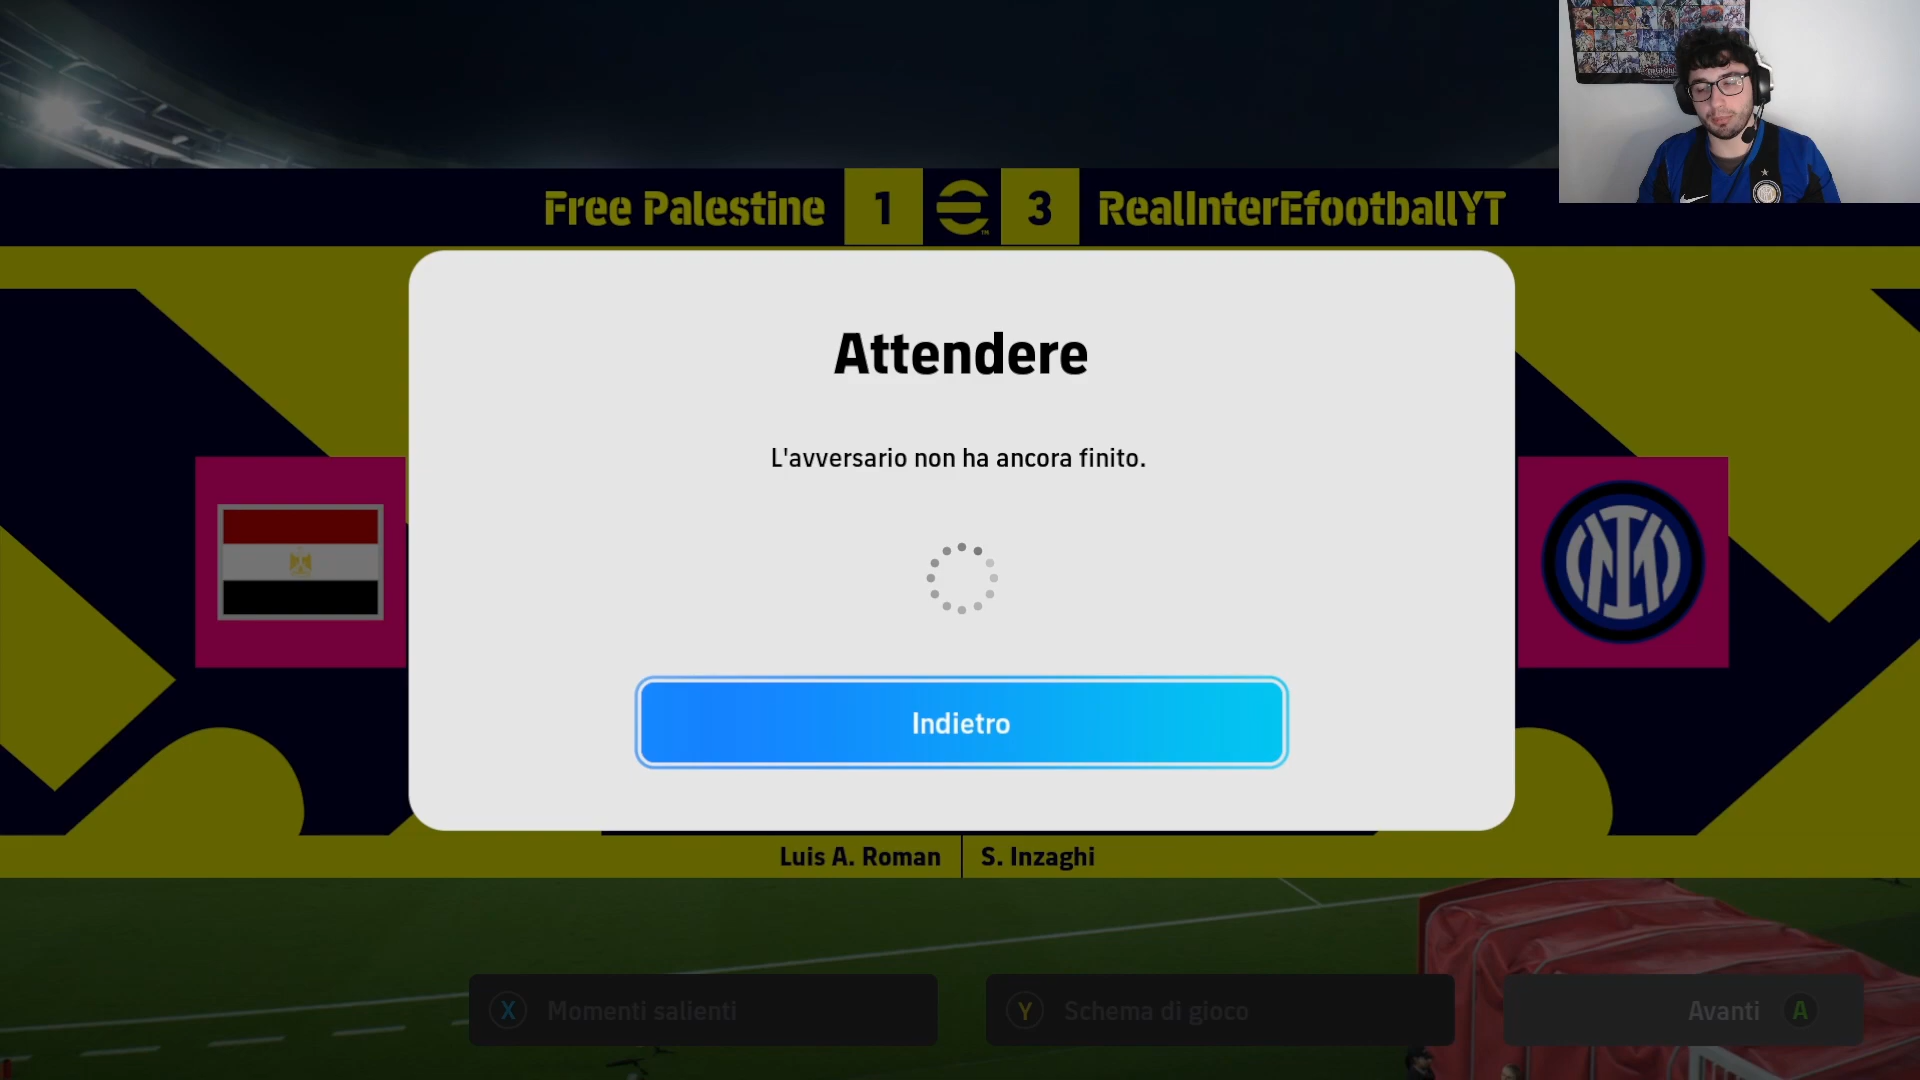 Free Palestine 1 3 RealInterEfootballYT
Attendere
L'avversario non ha ancora finito.
Indietro
Luis A. Roman S. Inzaghi
X Momenti salienti Y Schema di gioco Avanti A